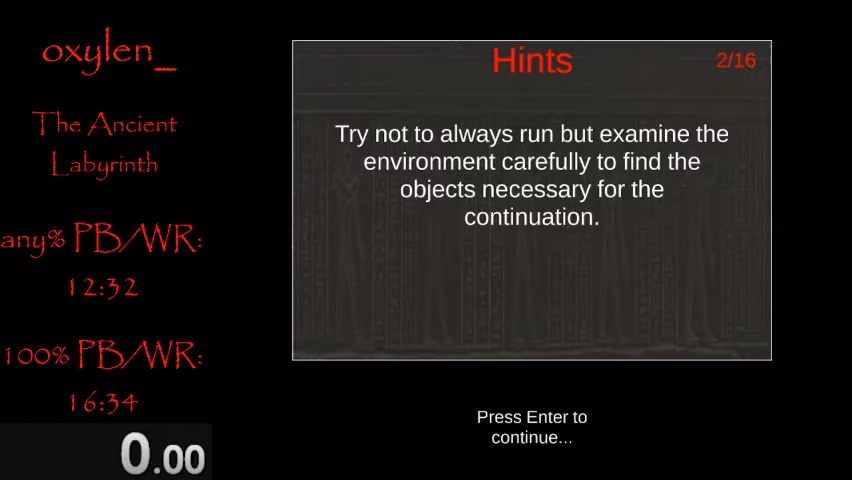 oxylen_
The Ancient
Labyrinth
any% PB/WR:
12:32
100% PB/WR:
16:34
0.00
Hints
2/16
Try not to always run but examine the
environment carefully to find the
objects necessary for the
continuation.
Press Enter to
continue...